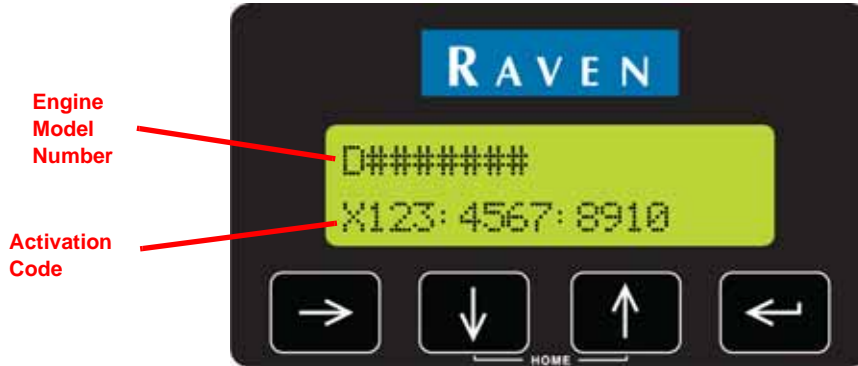 RAVEN
Engine
Model
Number
D#######
X123:4567:8910
Activation
Code
HOME